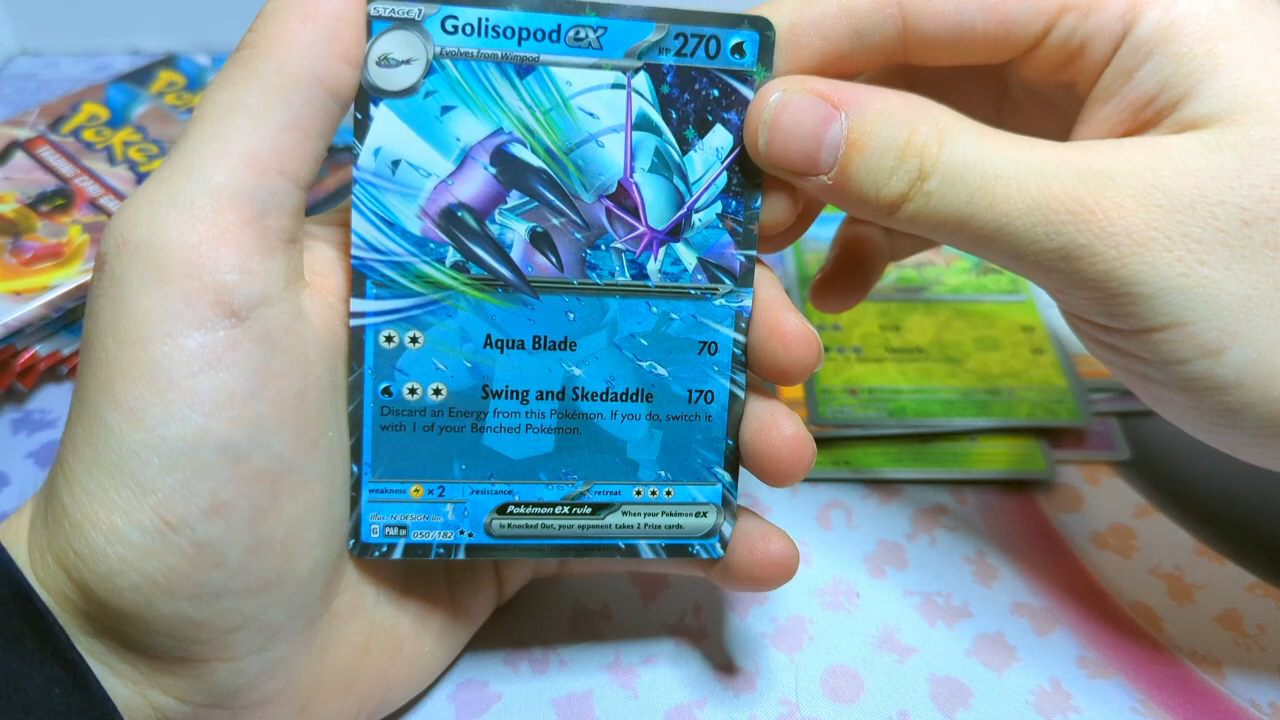 STAGE1
Golisopod ex
HP 270
Evolves from Wimpod
Aqua Blade 70
Swing and Skedaddle 170
Discard an Energy from this Pokémon. If you do, switch it
with 1 of your Benched Pokémon.
weakness ×2 resistance retreat
Illus. N-DESIGN Inc.
Pokémon ex rule
When your Pokémon ex
is Knocked Out, your opponent takes 2 Prize cards.
G PAR EN 050/182